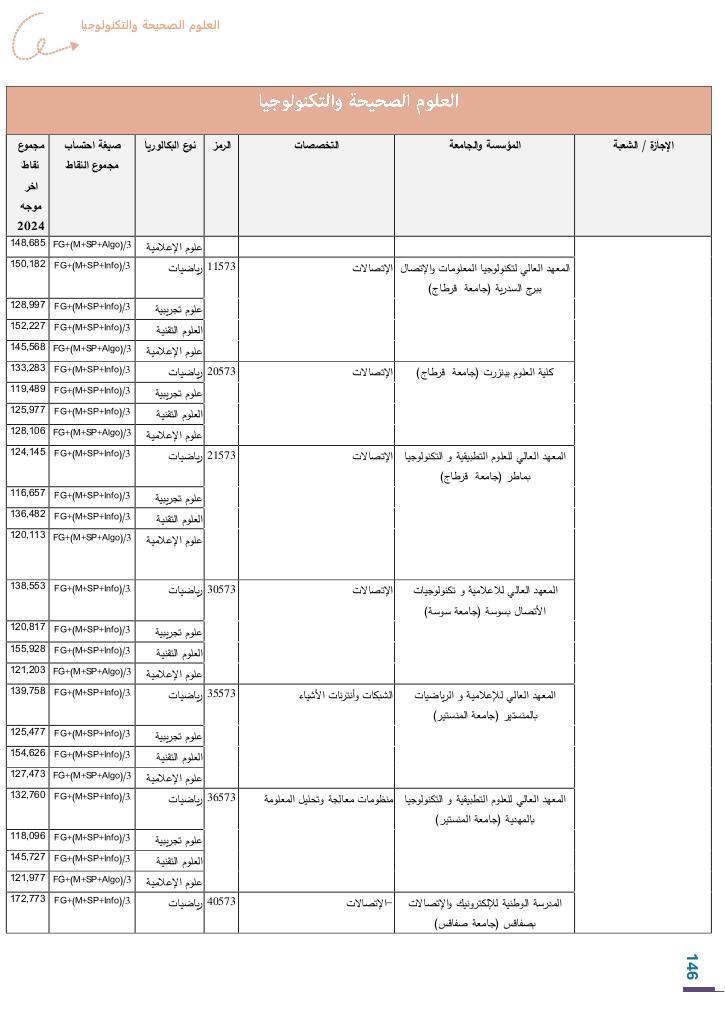 العلوم الصحيحة والتكنولوجيا
العلوم الصحيحة والتكنولوجيا
الإجازة / الشعبة المؤسسة والجامعة التخصصات الرمز نوع البكالوريا صيغة احتساب مجموع
مجموع النقاط نقاط
اخر
موجه
2024
علوم الإعلامية FG+(M+SP+Algo)/3 148,685
المعهد العالي لتكنولوجيا المعلومات والإتصال الإتصالات 11573 رياضيات FG+(M+SP+Info)/3 150,182
ببرج السدرية (جامعة قرطاج)
علوم تجريبية FG+(M+SP+Info)/3 128,997
العلوم التقنية FG+(M+SP+Info)/3 152,227
علوم الإعلامية FG+(M+SP+Algo)/3 145,568
كلية العلوم ببنزرت (جامعة قرطاج) الإتصالات 20573 رياضيات FG+(M+SP+Info)/3 133,283
علوم تجريبية FG+(M+SP+Info)/3 119,489
العلوم التقنية FG+(M+SP+Info)/3 125,977
علوم الإعلامية FG+(M+SP+Algo)/3 128,106
المعهد العالي للعلوم التطبيقية و التكنولوجيا الإتصالات 21573 رياضيات FG+(M+SP+Info)/3 124,145
بماطر (جامعة قرطاج)
علوم تجريبية FG+(M+SP+Info)/3 116,657
العلوم التقنية FG+(M+SP+Info)/3 136,482
علوم الإعلامية FG+(M+SP+Algo)/3 120,113
المعهد العالي للاعلامية و تكنولوجيات الإتصالات 30573 رياضيات FG+(M+SP+Info)/3 138,553
الأتصال بسوسة (جامعة سوسة)
علوم تجريبية FG+(M+SP+Info)/3 120,817
العلوم التقنية FG+(M+SP+Info)/3 155,928
علوم الإعلامية FG+(M+SP+Algo)/3 121,203
المعهد العالي للإعلامية و الرياضيات الشبكات وأنترنات الأشياء 35573 رياضيات FG+(M+SP+Info)/3 139,758
بالمنستير (جامعة المنستير)
علوم تجريبية FG+(M+SP+Info)/3 125,477
العلوم التقنية FG+(M+SP+Info)/3 154,626
علوم الإعلامية FG+(M+SP+Algo)/3 127,473
المعهد العالي للعلوم التطبيقية و التكنولوجيا منظومات معالجة وتحليل المعلومة 36573 رياضيات FG+(M+SP+Info)/3 132,760
بالمهدية (جامعة المنستير)
علوم تجريبية FG+(M+SP+Info)/3 118,096
العلوم التقنية FG+(M+SP+Info)/3 145,727
علوم الإعلامية FG+(M+SP+Algo)/3 121,977
المدرسة الوطنية للإلكترونيك والإتصالات –الإتصالات 40573 رياضيات FG+(M+SP+Info)/3 172,773
بصفاقس (جامعة صفاقس)
146